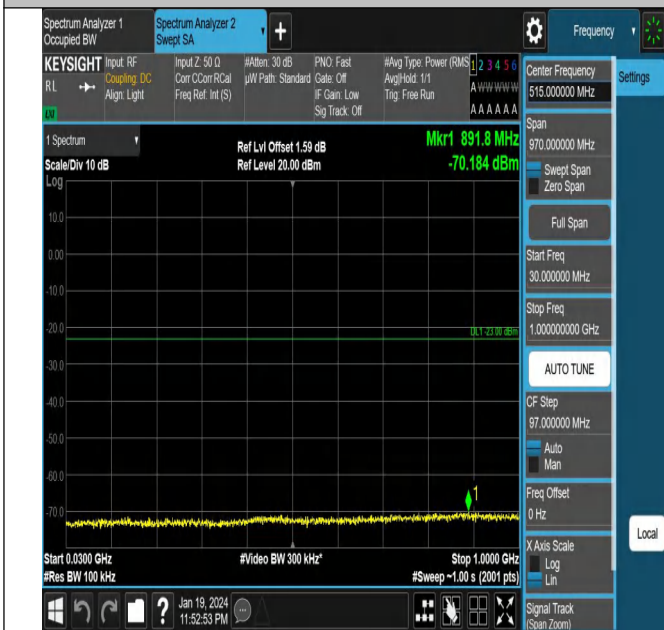 Spectrum Analyzer 1
Occupied BW
Spectrum Analyzer 2
Swept SA
+
Frequency
KEYSIGHT
RL
LXI
Input: RF
Coupling: DC
Align: Light
Input Z: 50 Ω
Corr CCorr RCal
Freq Ref: Int (S)
#Atten: 30 dB
µW Path: Standard
PNO: Fast
Gate: Off
IF Gain: Low
Sig Track: Off
#Avg Type: Power (RMS
Avg|Hold: 1/1
Trig: Free Run
1 2 3 4 5 6
A W W W W W
A A A A A A
1 Spectrum
Scale/Div 10 dB
Log
Ref Lvl Offset 1.59 dB
Ref Level 20.00 dBm
Mkr1 891.8 MHz
-70.184 dBm
10.0
0.00
-10.0
-20.0
-30.0
-40.0
-50.0
-60.0
-70.0
DL1 -23.00 dBm
1
Start 0.0300 GHz
#Res BW 100 kHz
#Video BW 300 kHz*
Stop 1.0000 GHz
#Sweep ~1.00 s (2001 pts)
Center Frequency
515.000000 MHz
Span
970.000000 MHz
Swept Span
Zero Span
Full Span
Start Freq
30.000000 MHz
Stop Freq
1.000000000 GHz
AUTO TUNE
CF Step
97.000000 MHz
Auto
Man
Freq Offset
0 Hz
X Axis Scale
Log
Lin
Signal Track
(Span Zoom)
Settings
Local
?
Jan 19, 2024
11:52:53 PM